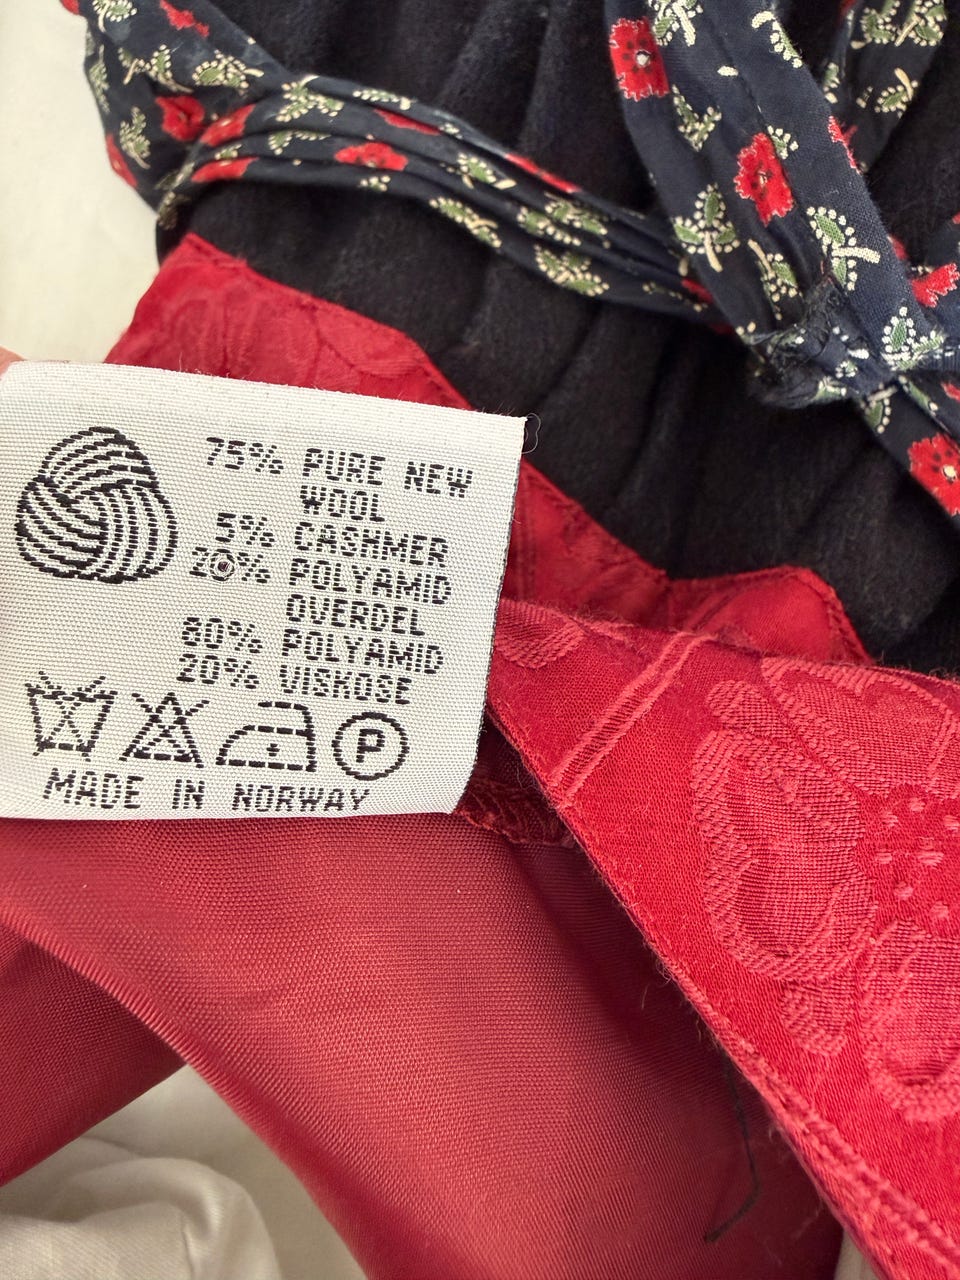 75% PURE NEW
WOOL
5% CASHMER
20% POLYAMID
OVERDEL
80% POLYAMID
20% VISKOSE
P
MADE IN NORWAY